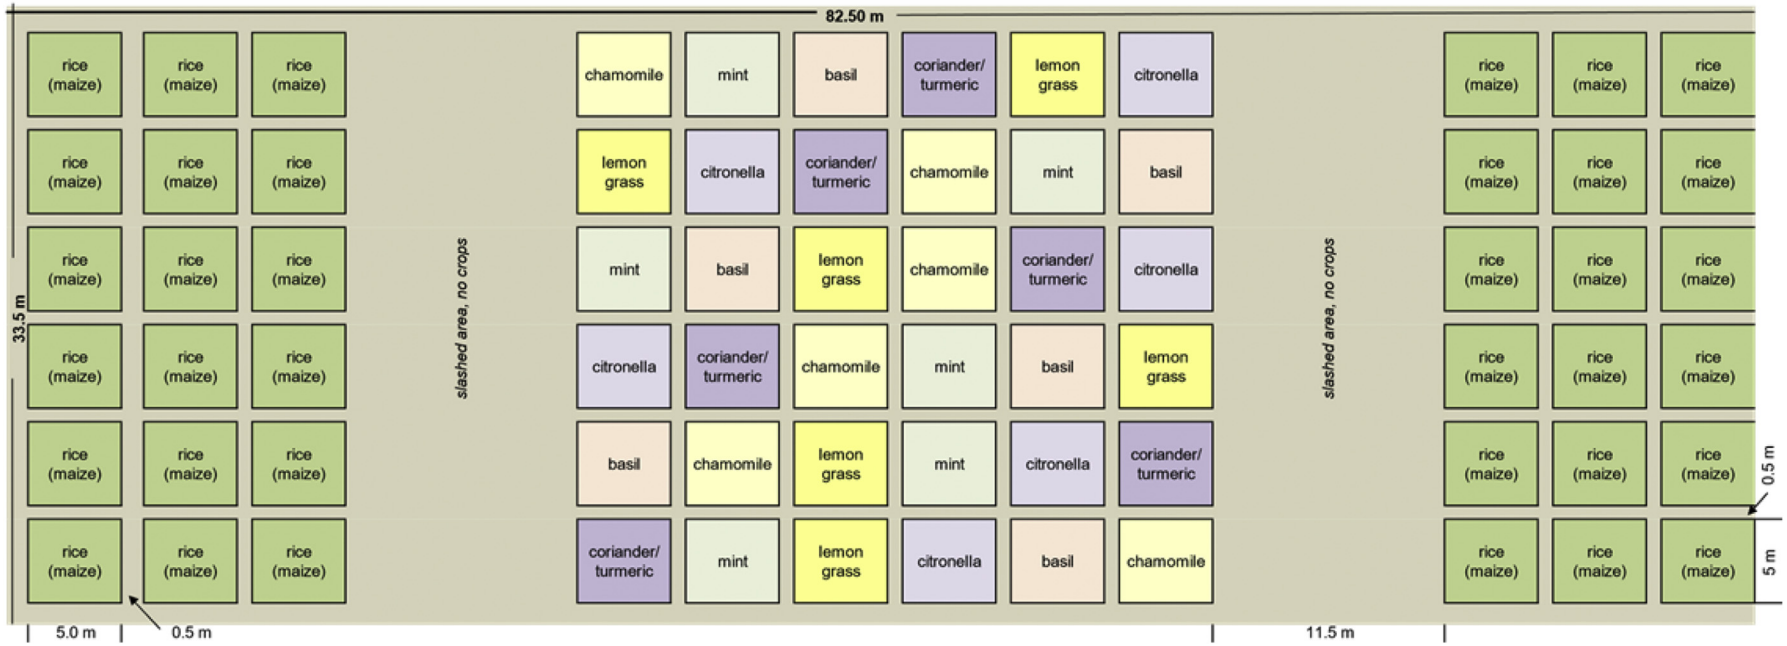 82.50 m
rice rice rice chamomile mint basil coriander/ lemon citronella rice rice rice
(maize) (maize) (maize) turmeric grass (maize) (maize) (maize)
rice rice rice lemon citronella coriander/ chamomile mint basil rice rice rice
(maize) (maize) (maize) grass turmeric (maize) (maize) (maize)
rice rice rice mint basil lemon chamomile coriander/ citronella rice rice rice
(maize) (maize) (maize) grass turmeric (maize) (maize) (maize)
33.5 m
slashed area, no crops
slashed area, no crops
rice rice rice citronella coriander/ chamomile mint basil lemon rice rice rice
(maize) (maize) (maize) turmeric grass (maize) (maize) (maize)
rice rice rice basil chamomile lemon mint citronella coriander/ rice rice rice
(maize) (maize) (maize) grass turmeric (maize) (maize) (maize)
0.5 m
rice rice rice coriander/ mint lemon citronella basil chamomile rice rice rice
(maize) (maize) (maize) turmeric grass (maize) (maize) (maize)
5 m
5.0 m 0.5 m 11.5 m